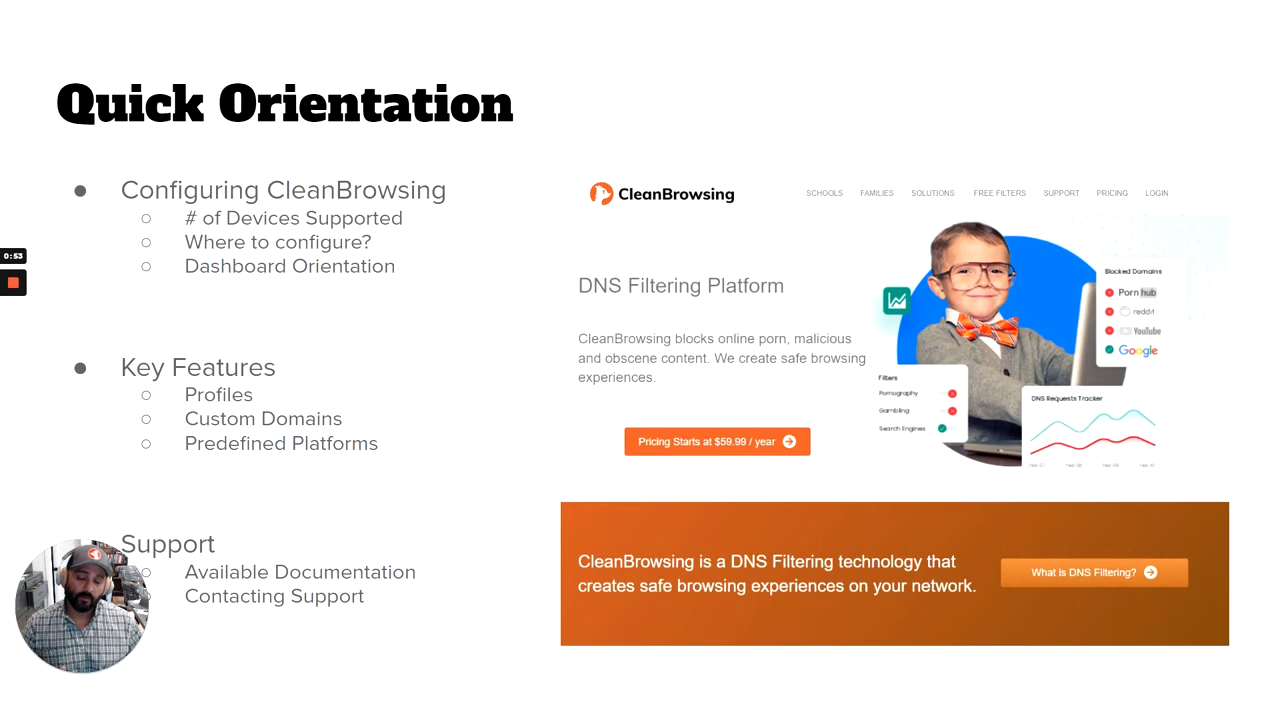 Quick Orientation
Configuring CleanBrowsing
# of Devices Supported
Where to configure?
Dashboard Orientation
Key Features
Profiles
Custom Domains
Predefined Platforms
Support
Available Documentation
Contacting Support
0:53
CleanBrowsing
SCHOOLS FAMILIES SOLUTIONS FREE FILTERS SUPPORT PRICING LOGIN
DNS Filtering Platform
CleanBrowsing blocks online porn, malicious
and obscene content. We create safe browsing
experiences.
Pricing Starts at $59.99 / year
Blocked Domains
Porn hub
reddit
YouTube
Google
Filters
Pornography
Gambling
Search Engines
DNS Requests Tracker
CleanBrowsing is a DNS Filtering technology that
creates safe browsing experiences on your network.
What is DNS Filtering?